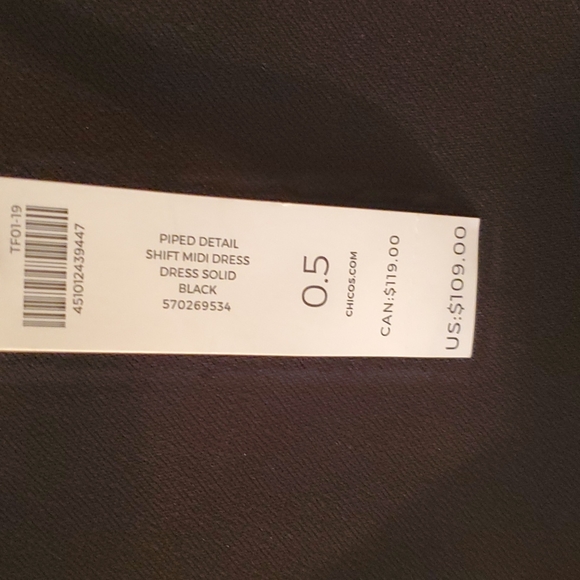 TF01-19
451012439447
PIPED DETAIL
SHIFT MIDI DRESS
DRESS SOLID
BLACK
570269534
0.5
CHICOS.COM
CAN:$119.00
US:$109.00